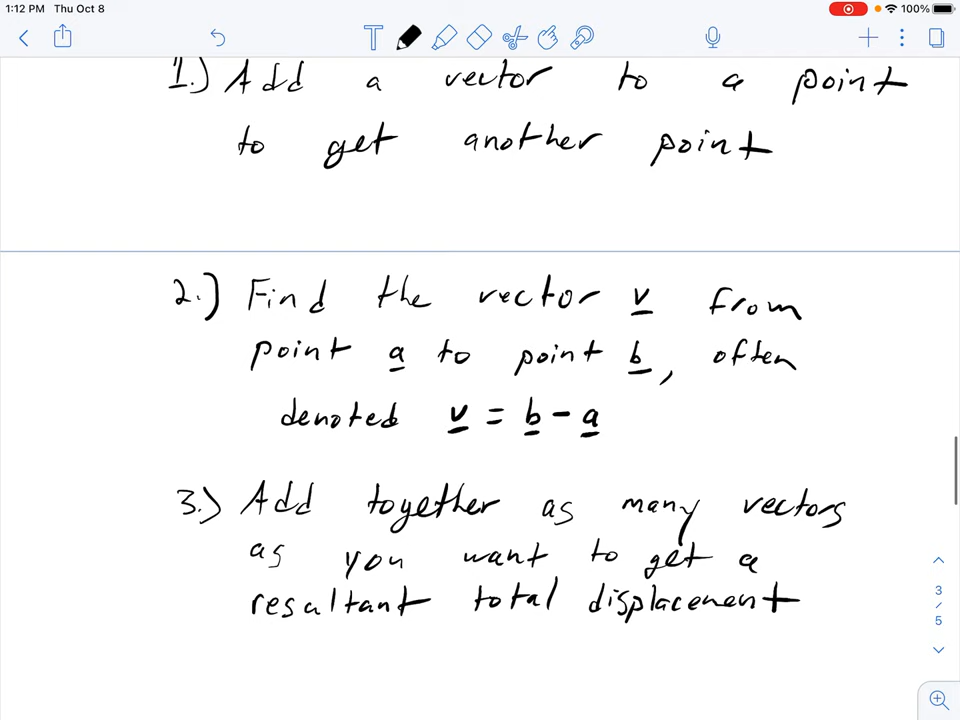 1:12 PM Thu Oct 8
100%
T
1.) Add a vector to a point
to get another point
2.) Find the vector v from
point a to point b, often
denoted v = b - a
3.) Add together as many vectors
as you want to get a
resultant total displacement
3
/
5